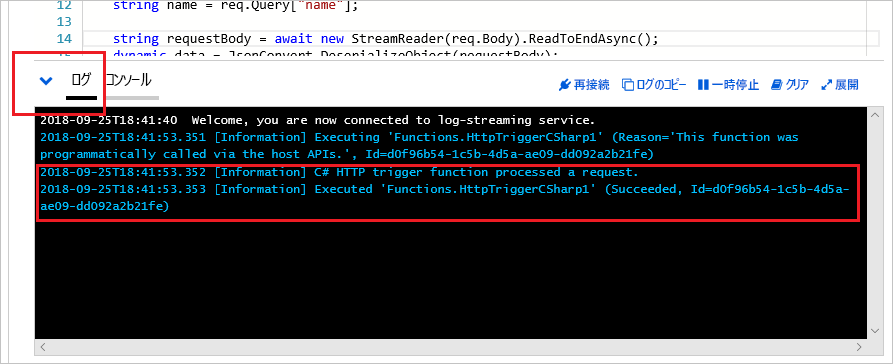 12 string name = req.Query["name"];
13
14 string requestBody = await new StreamReader(req.Body).ReadToEndAsync();
15 dynamic data = JsonConvert.DeserializeObject(requestBody);
ログ コンソール 再接続 ログのコピー 一時停止 クリア 展開
2018-09-25T18:41:40 Welcome, you are now connected to log-streaming service.
2018-09-25T18:41:53.351 [Information] Executing 'Functions.HttpTriggerCSharp1' (Reason='This function was
programmatically called via the host APIs.', Id=d0f96b54-1c5b-4d5a-ae09-dd092a2b21fe)
2018-09-25T18:41:53.352 [Information] C# HTTP trigger function processed a request.
2018-09-25T18:41:53.353 [Information] Executed 'Functions.HttpTriggerCSharp1' (Succeeded, Id=d0f96b54-1c5b-4d5a-
ae09-dd092a2b21fe)